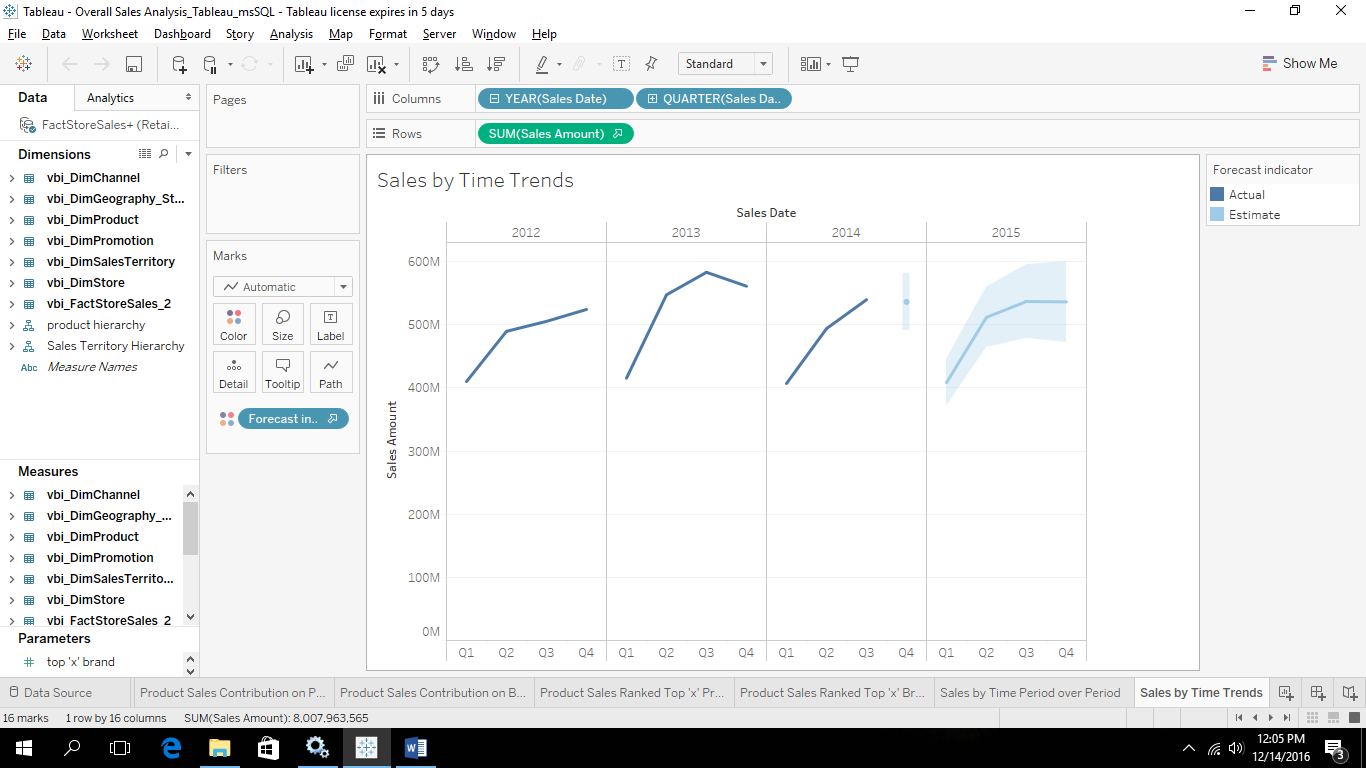 Tableau - Overall Sales Analysis_Tableau_msSQL - Tableau license expires in 5 days
File Data Worksheet Dashboard Story Analysis Map Format Server Window Help
Standard
Show Me
Data
Analytics
FactStoreSales+ (Retai...
Dimensions
vbi_DimChannel
vbi_DimGeography_St...
vbi_DimProduct
vbi_DimPromotion
vbi_DimSalesTerritory
vbi_DimStore
vbi_FactStoreSales_2
product hierarchy
Sales Territory Hierarchy
Abc Measure Names
Measures
vbi_DimChannel
vbi_DimGeography_...
vbi_DimProduct
vbi_DimPromotion
vbi_DimSalesTerrito...
vbi_DimStore
vbi_FactStoreSales_2
Parameters
top 'x' brand
Pages
Filters
Marks
Automatic
Color Size Label
Detail Tooltip Path
Forecast in..
Columns YEAR(Sales Date) QUARTER(Sales Da..
Rows SUM(Sales Amount)
Sales by Time Trends
Sales Date
2012 2013 2014 2015
Sales Amount
600M
500M
400M
300M
200M
100M
0M
Q1 Q2 Q3 Q4 Q1 Q2 Q3 Q4 Q1 Q2 Q3 Q4 Q1 Q2 Q3 Q4
Forecast indicator
Actual
Estimate
Data Source
Product Sales Contribution on P...
Product Sales Contribution on B...
Product Sales Ranked Top 'x' Pr...
Product Sales Ranked Top 'x' Br...
Sales by Time Period over Period
Sales by Time Trends
16 marks 1 row by 16 columns SUM(Sales Amount): 8,007,963,565
12:05 PM
12/14/2016
3